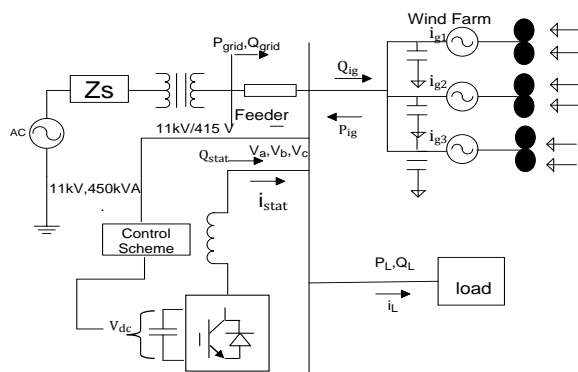 Wind Farm
P_grid, Q_grid
i_g1
Zs
Q_ig
i_g2
Feeder
P_ig
AC
i_g3
11kV/415 V
Q_stat
V_a,V_b,V_c
11kV,450kVA
i_stat
Control
Scheme
P_L,Q_L
load
i_L
V_dc